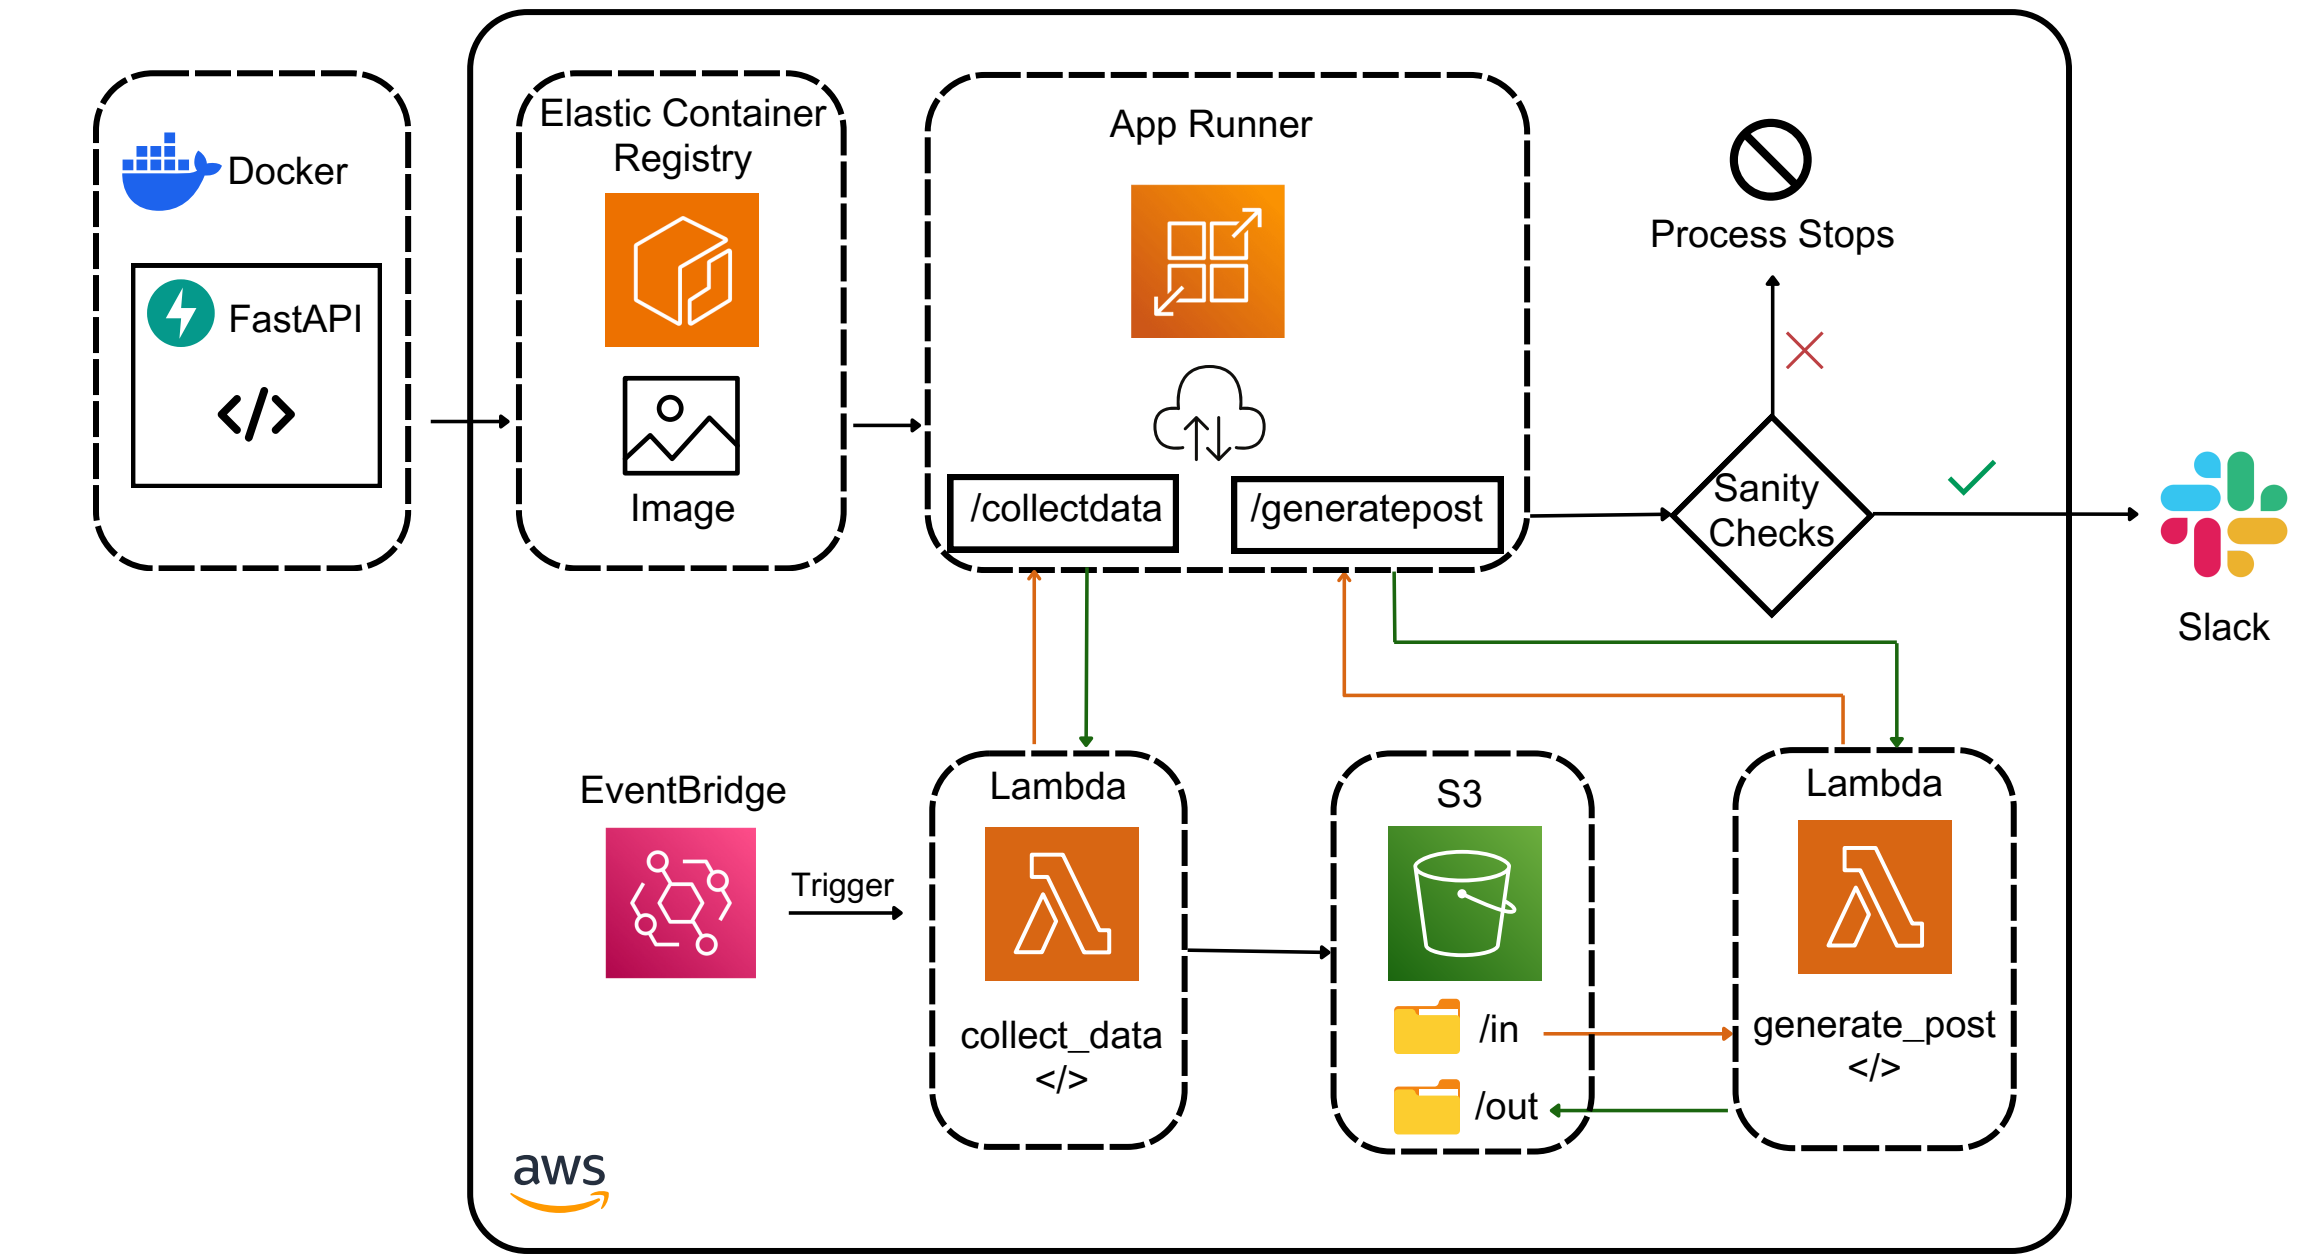 Docker
FastAPI
</>
Elastic Container
Registry
Image
App Runner
/collectdata
/generatepost
Process Stops
Sanity
Checks
Slack
EventBridge
Trigger
Lambda
collect_data
</>
S3
/in
/out
Lambda
generate_post
</>
aws